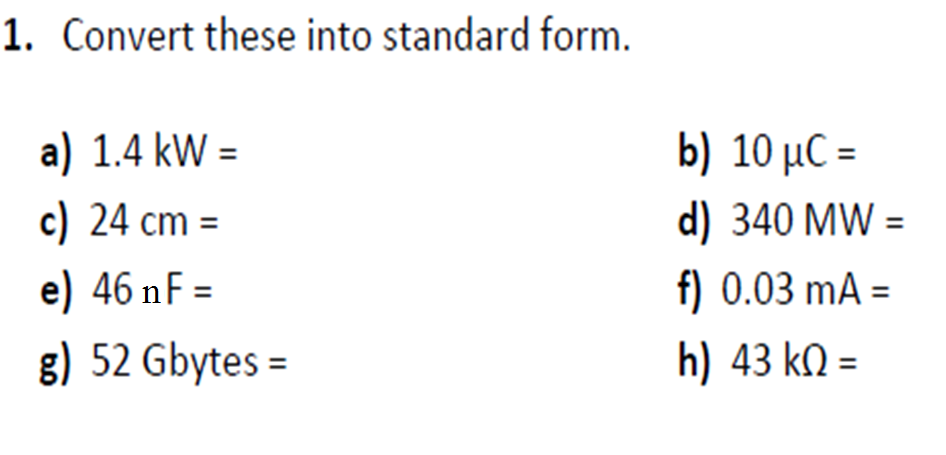 1. Convert these into standard form.
a) 1.4 kW = b) 10 μC =
c) 24 cm = d) 340 MW =
e) 46 nF = f) 0.03 mA =
g) 52 Gbytes = h) 43 kΩ =